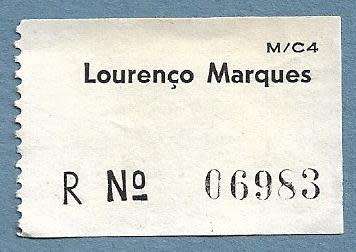 M/C4
Lourenço Marques
R Nº 06983